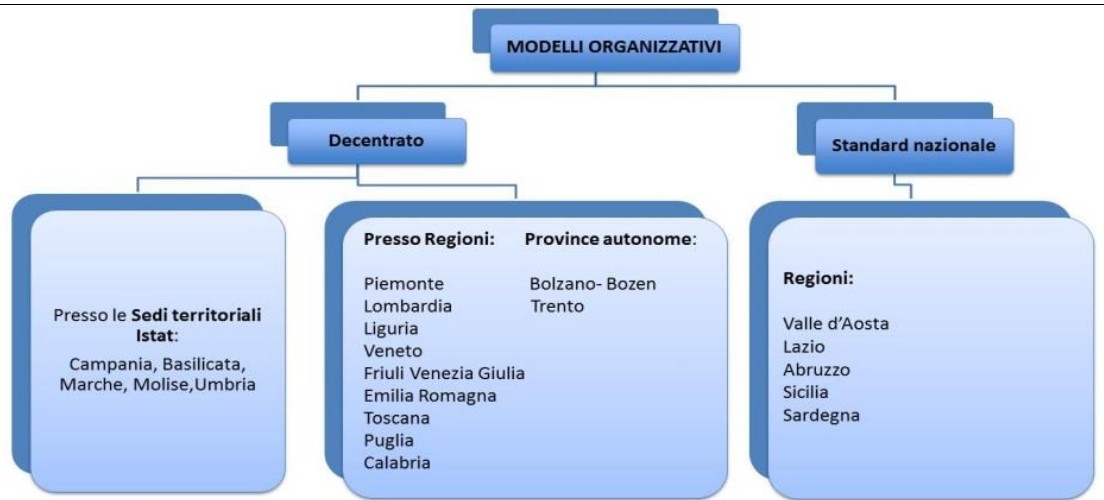 MODELLI ORGANIZZATIVI
Decentrato
Standard nazionale
Presso le Sedi territoriali
Istat:
Campania, Basilicata,
Marche, Molise,Umbria
Presso Regioni: Province autonome:
Piemonte Bolzano- Bozen
Lombardia Trento
Liguria
Veneto
Friuli Venezia Giulia
Emilia Romagna
Toscana
Puglia
Calabria
Regioni:
Valle d’Aosta
Lazio
Abruzzo
Sicilia
Sardegna